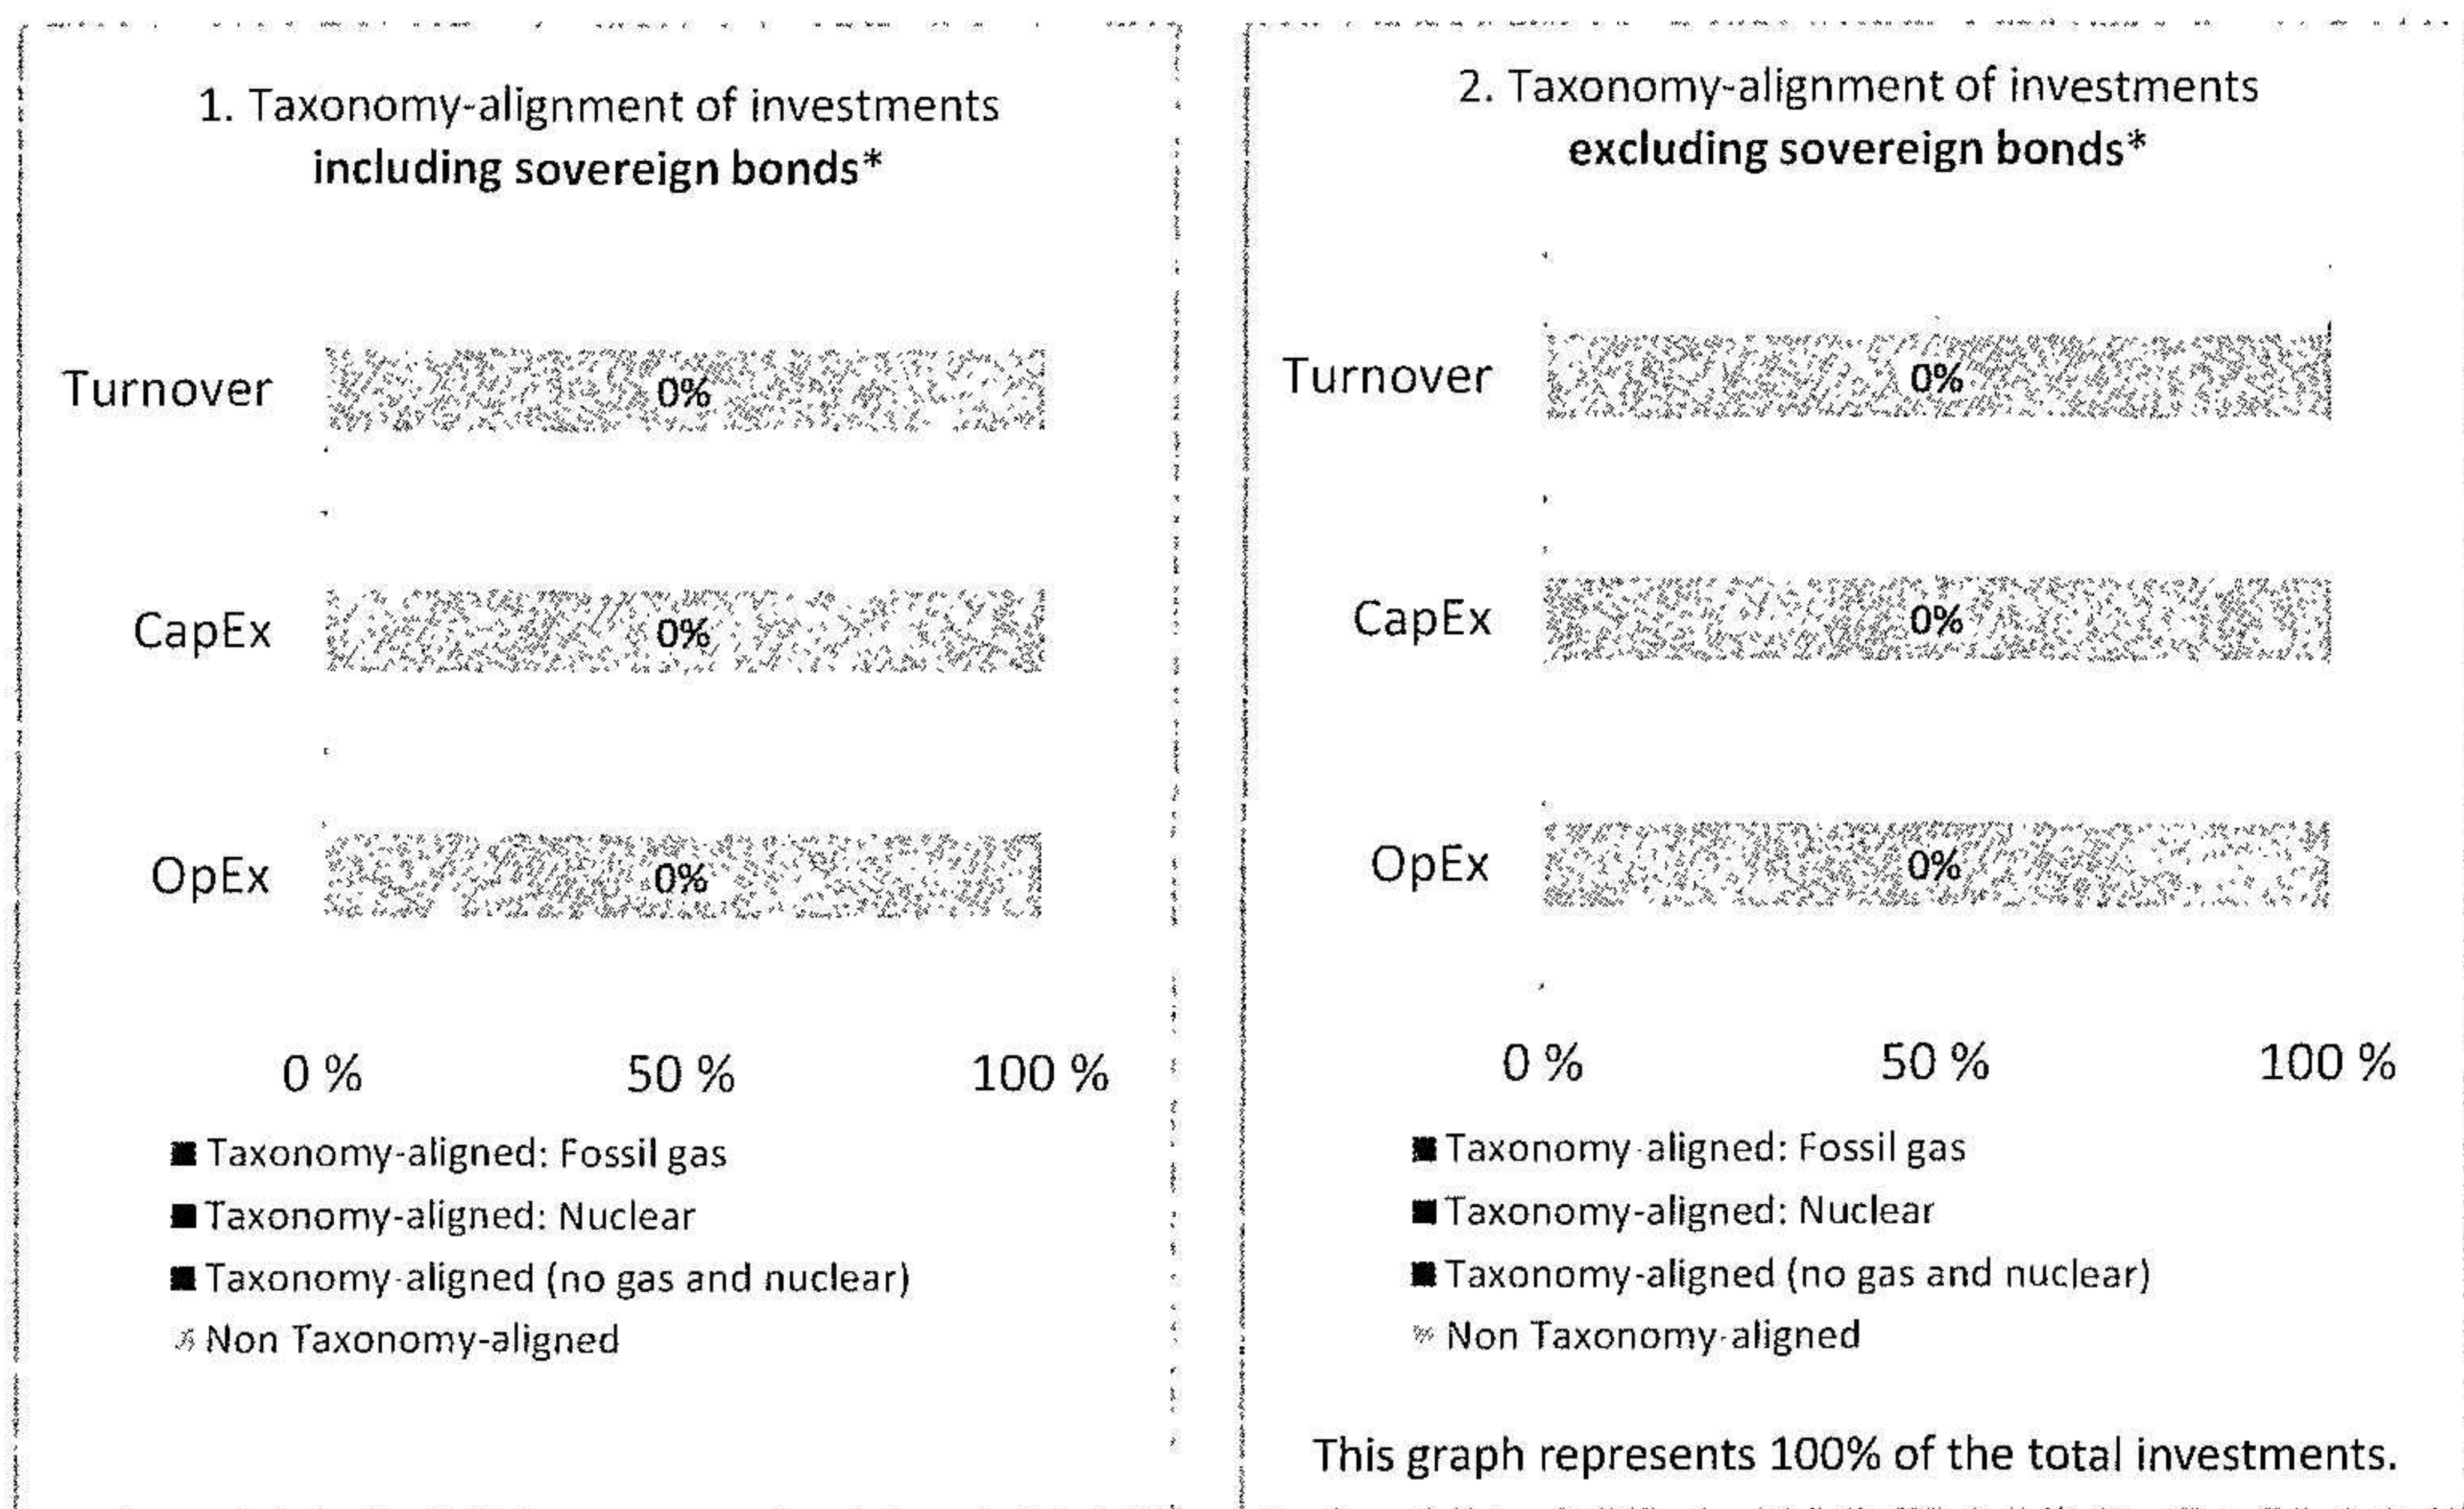 1. Taxonomy-alignment of investments
including sovereign bonds*
Turnover
0%
CapEx
0%
OpEx
0%
0 % 50 % 100 %
Taxonomy-aligned: Fossil gas
Taxonomy-aligned: Nuclear
Taxonomy-aligned (no gas and nuclear)
Non Taxonomy-aligned
2. Taxonomy-alignment of investments
excluding sovereign bonds*
Turnover
0%
CapEx
0%
OpEx
0%
0 % 50 % 100 %
Taxonomy-aligned: Fossil gas
Taxonomy-aligned: Nuclear
Taxonomy-aligned (no gas and nuclear)
Non Taxonomy-aligned
This graph represents 100% of the total investments.